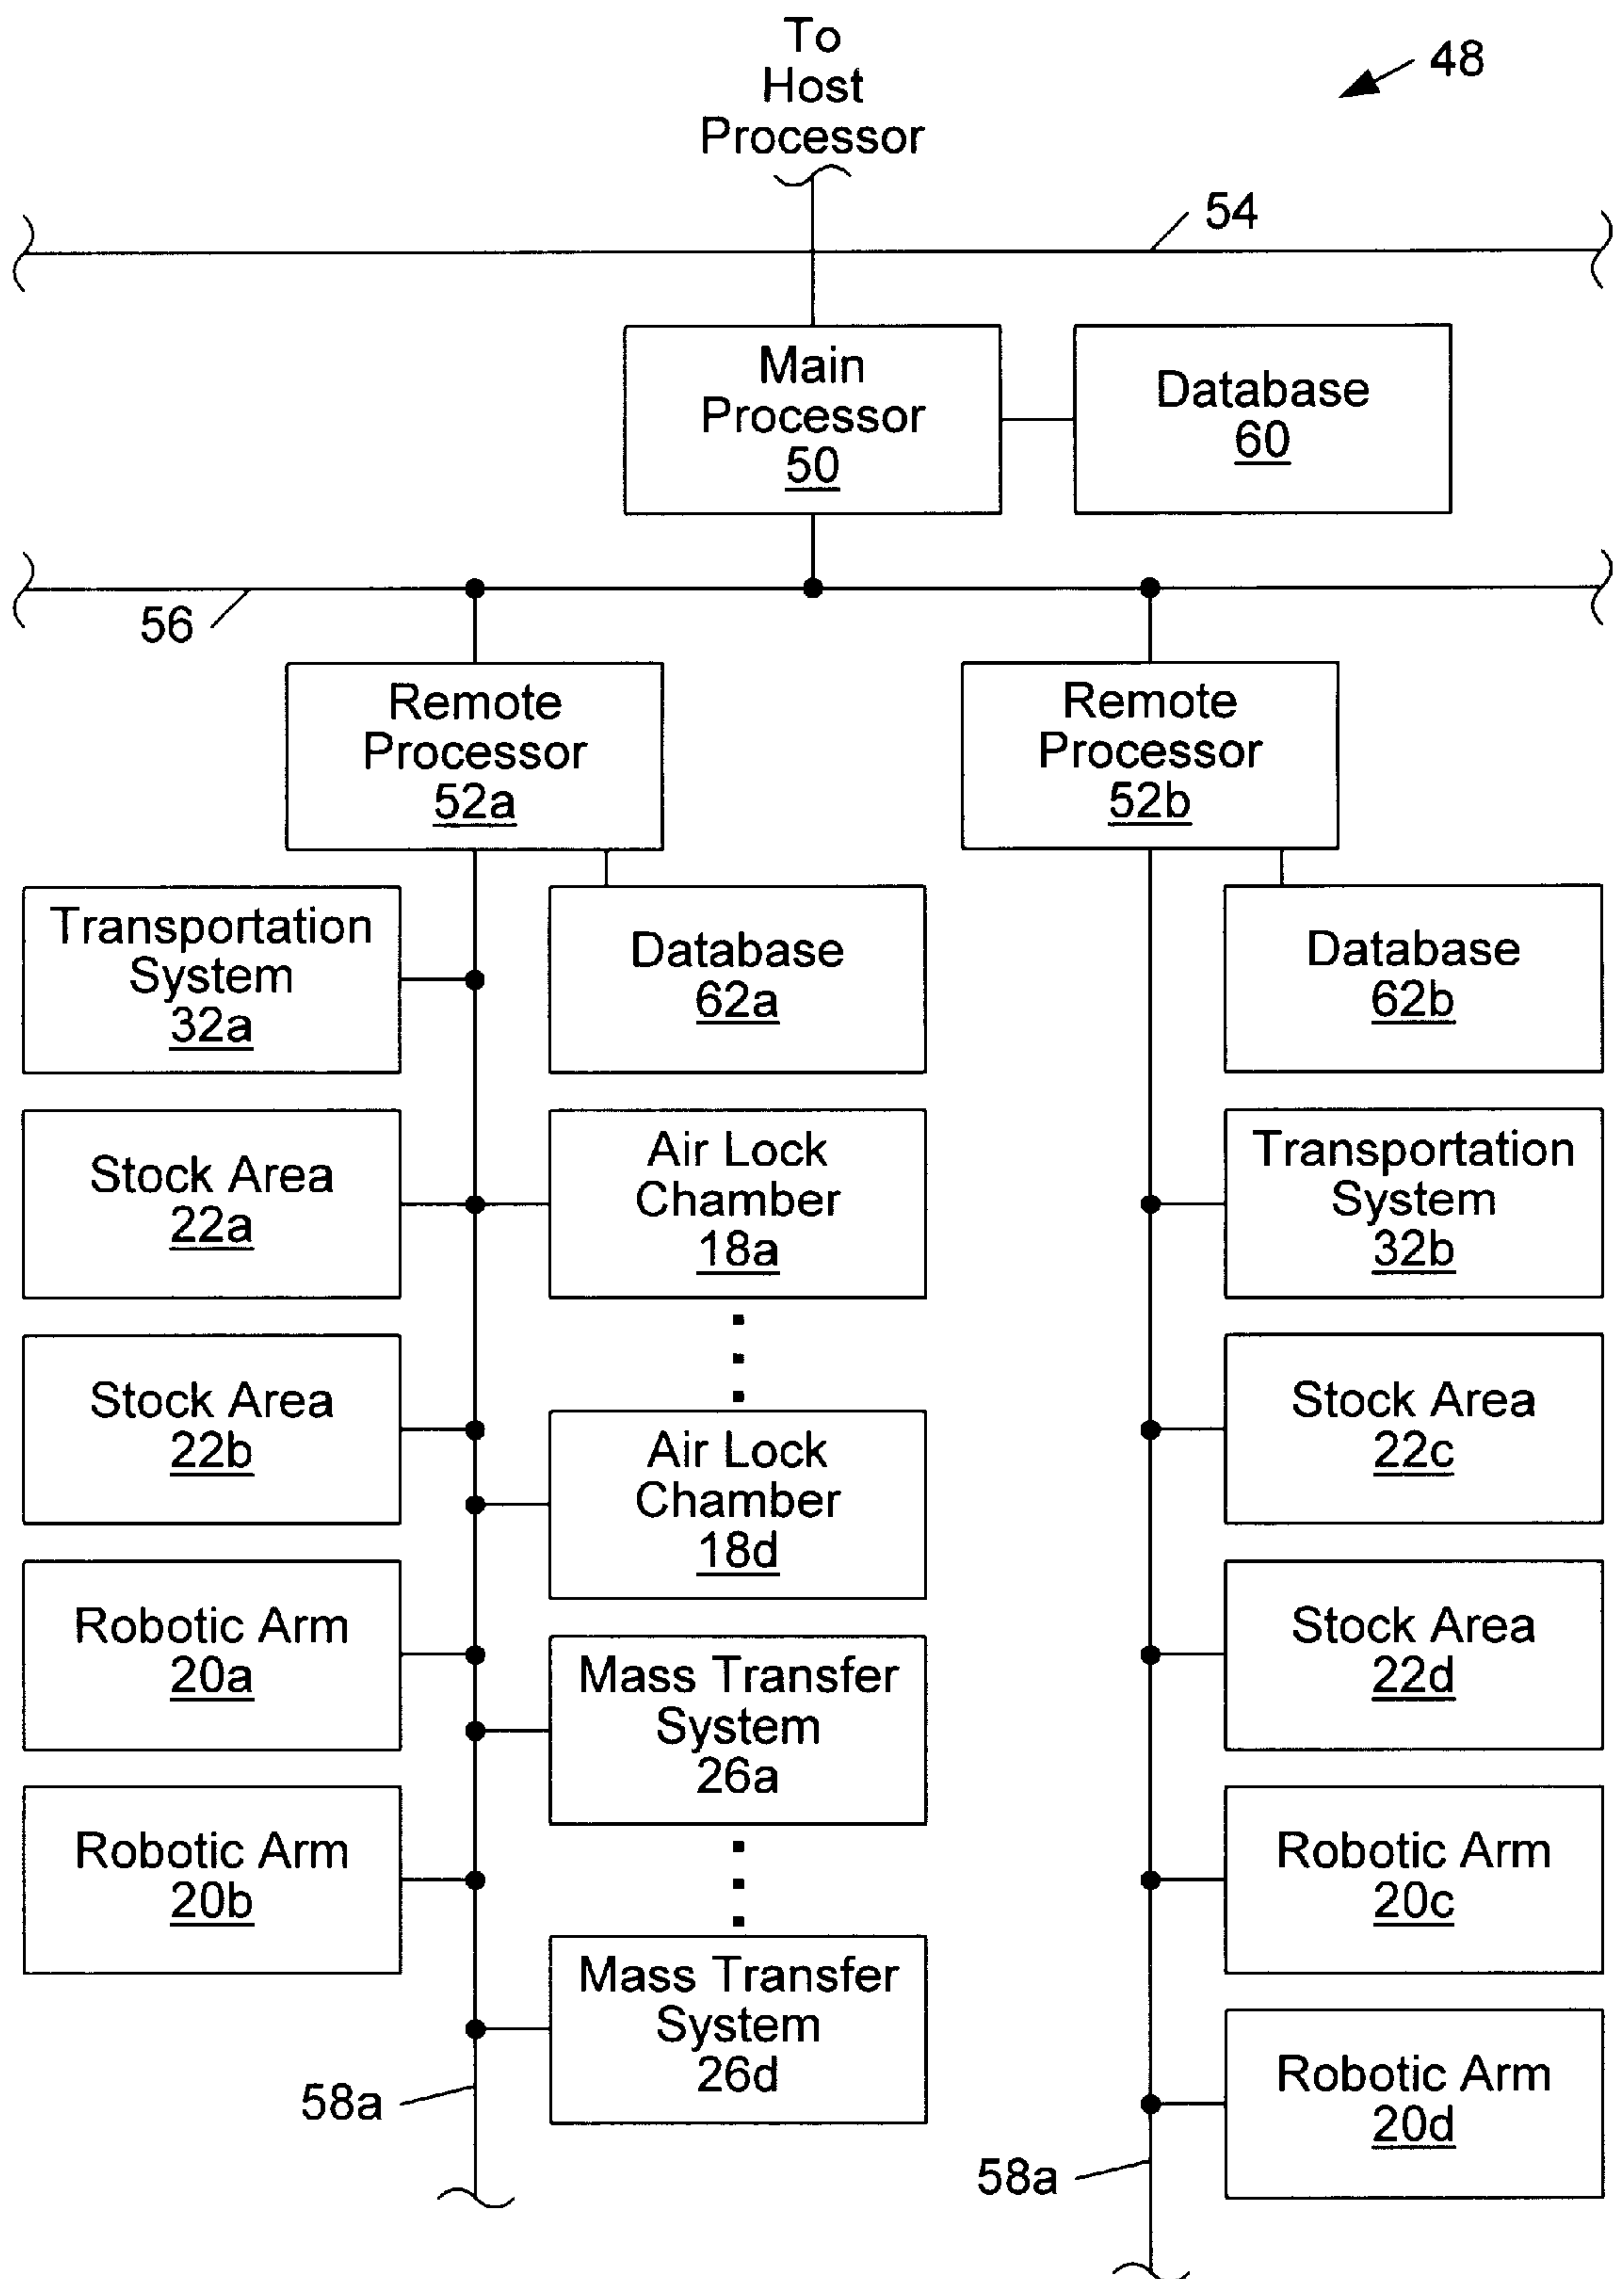 To
Host
Processor
48
54
Main
Processor
50
Database
60
56
Remote
Processor
52a
Remote
Processor
52b
Transportation
System
32a
Database
62a
Database
62b
Stock Area
22a
Air Lock
Chamber
18a
Transportation
System
32b
Stock Area
22b
Air Lock
Chamber
18d
Stock Area
22c
Robotic Arm
20a
Mass Transfer
System
26a
Stock Area
22d
Robotic Arm
20b
Mass Transfer
System
26d
Robotic Arm
20c
58a
Robotic Arm
20d
58a